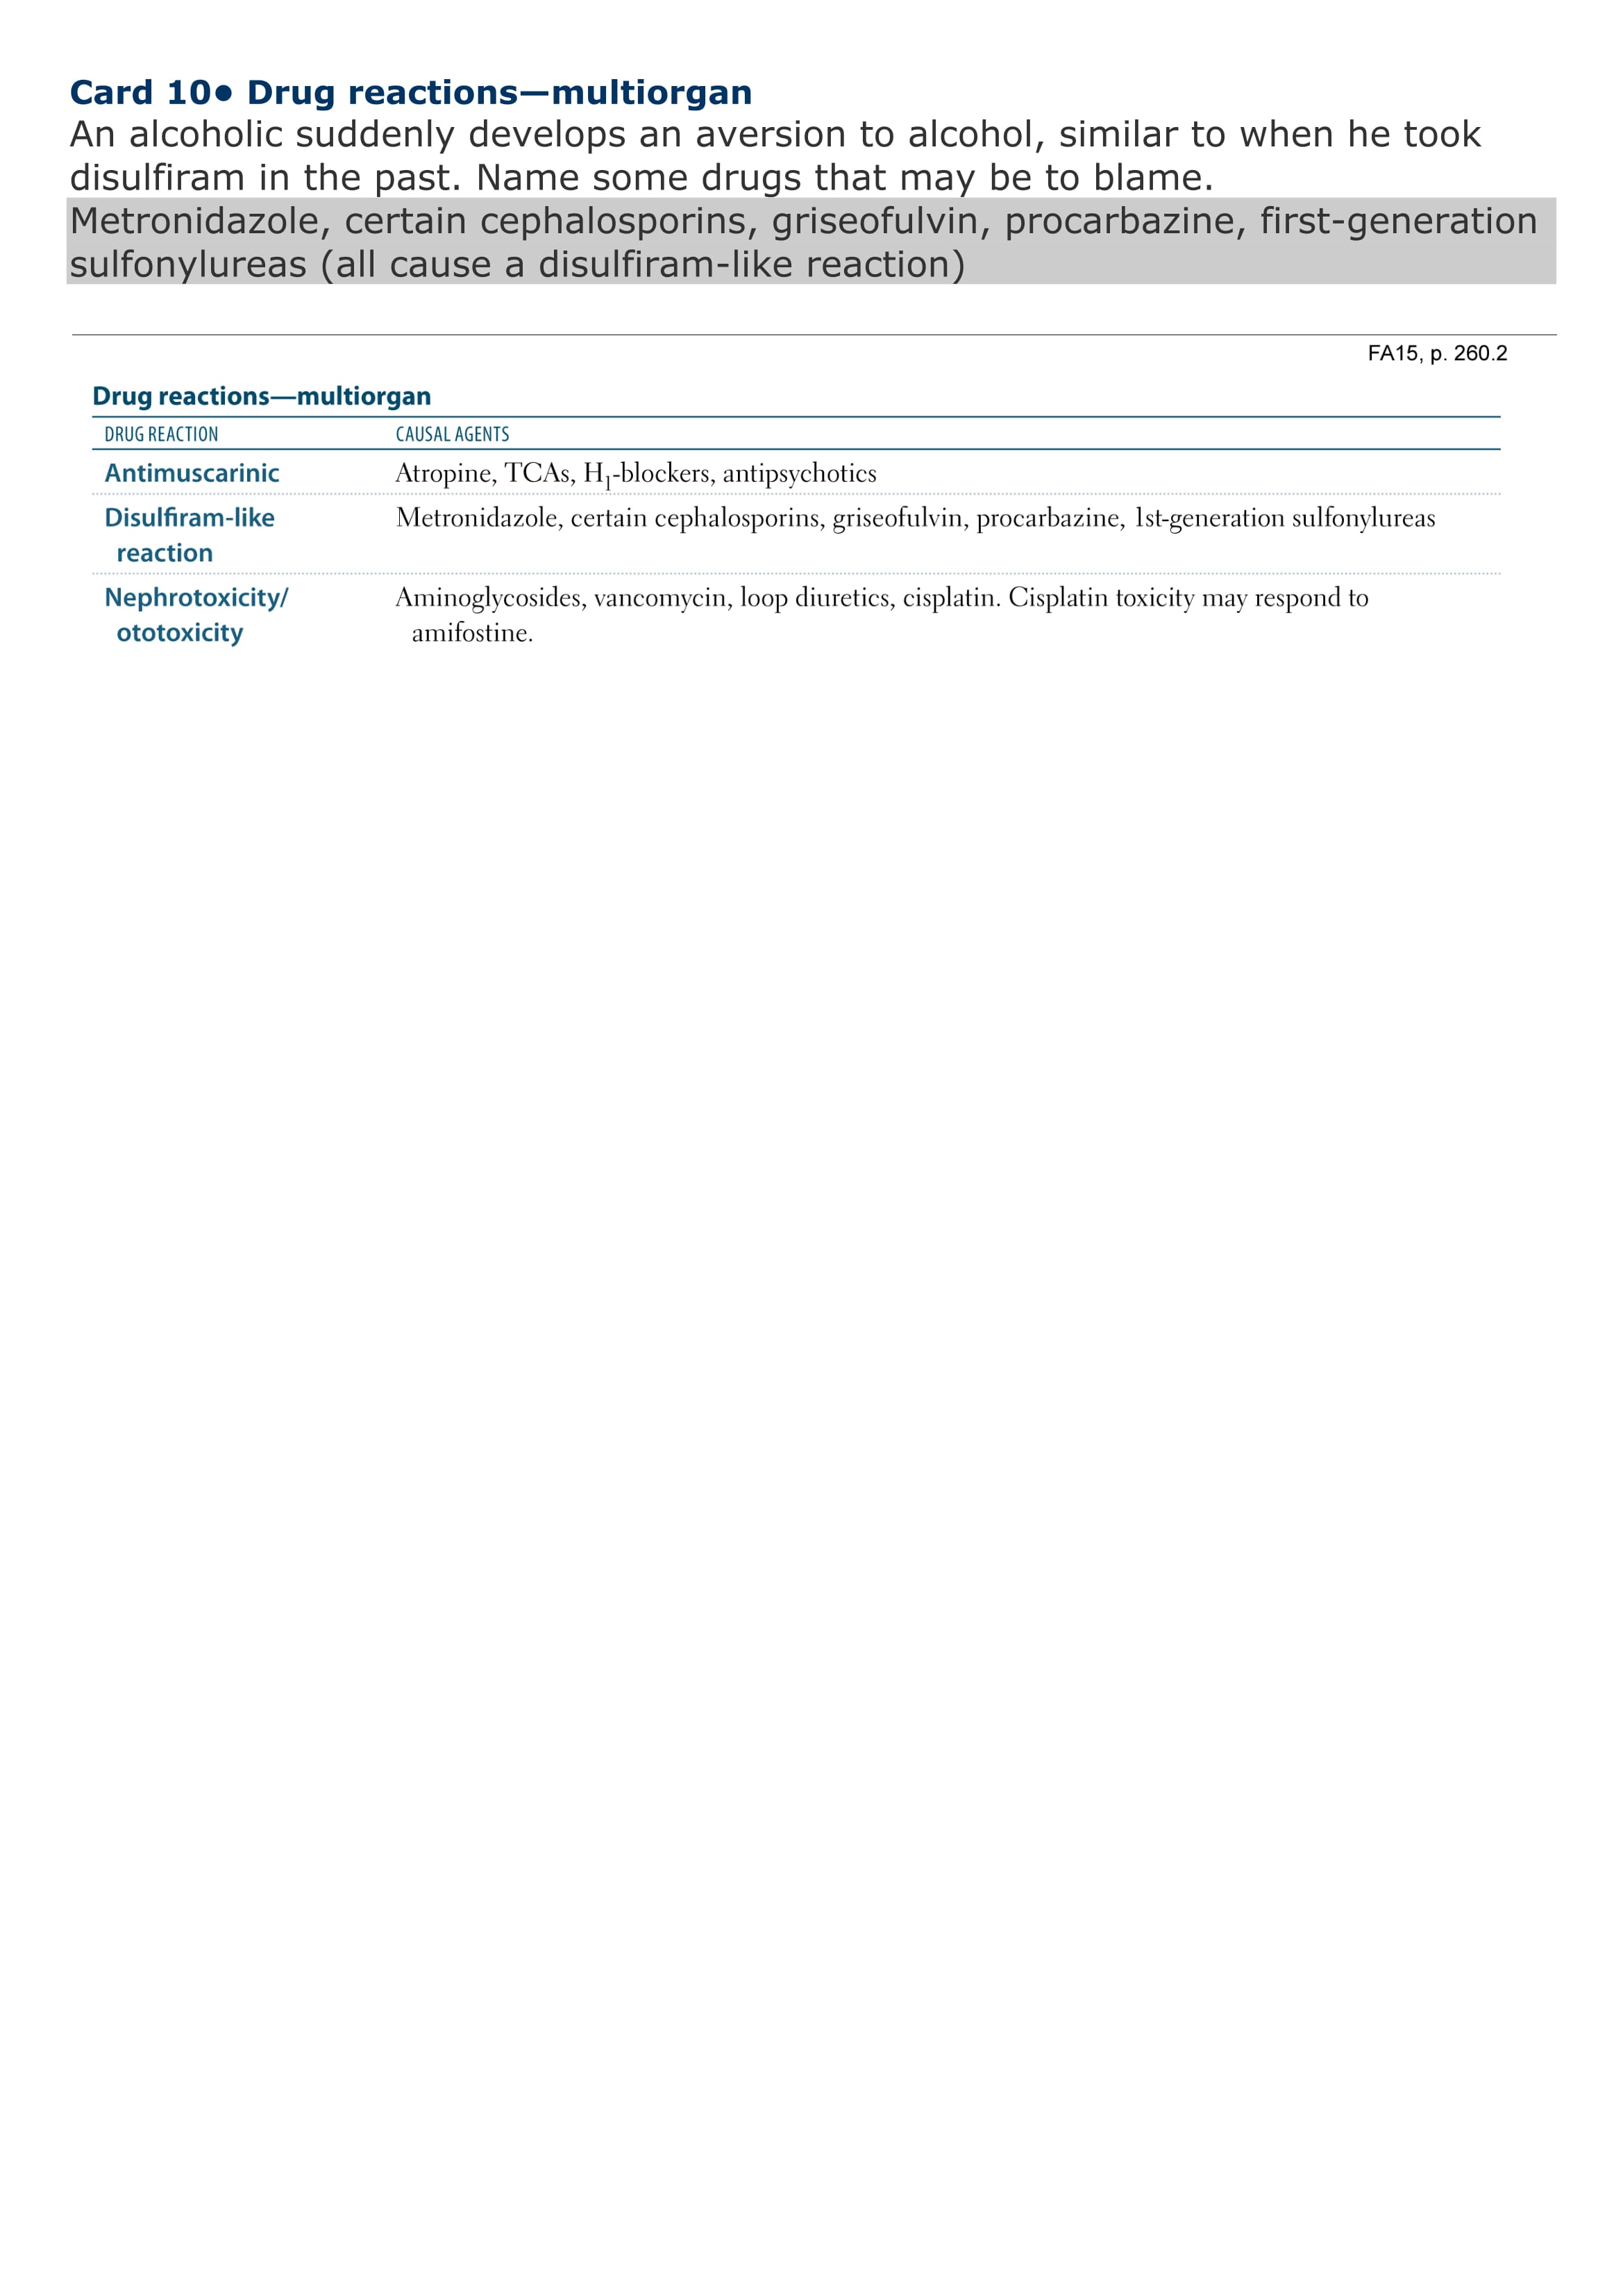 Card 10● Drug reactions—multiorgan
An alcoholic suddenly develops an aversion to alcohol, similar to when he took
disulfiram in the past. Name some drugs that may be to blame.
Metronidazole, certain cephalosporins, griseofulvin, procarbazine, first-generation
sulfonylureas (all cause a disulfiram-like reaction)
FA15, p. 260.2
Drug reactions—multiorgan
DRUG REACTION CAUSAL AGENTS
Antimuscarinic Atropine, TCAs, H₁-blockers, antipsychotics
Disulfiram-like Metronidazole, certain cephalosporins, griseofulvin, procarbazine, 1st-generation sulfonylureas
reaction
Nephrotoxicity/ Aminoglycosides, vancomycin, loop diuretics, cisplatin. Cisplatin toxicity may respond to
ototoxicity amifostine.